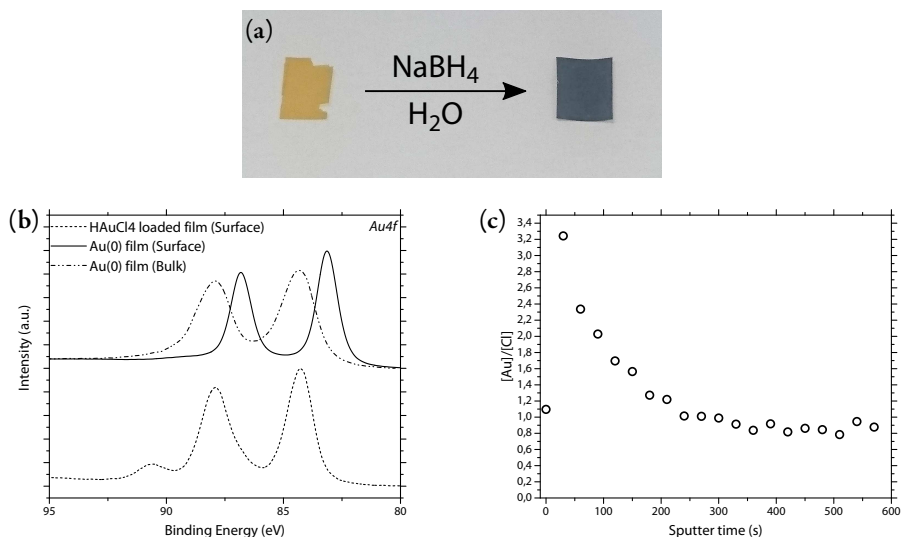 (a)
NaBH4
H2O
(b)
HAuCl4 loaded film (Surface)
Au(0) film (Surface)
Au(0) film (Bulk)
Au4f
Intensity (a.u.)
95 90 85 80
Binding Energy (eV)
(c)
3,4
3,2
3,0
2,8
2,6
2,4
2,2
2,0
1,8
1,6
1,4
1,2
1,0
0,8
0,6
0,4
0,2
0,0
[Au]/[Cl]
0 100 200 300 400 500 600
Sputter time (s)